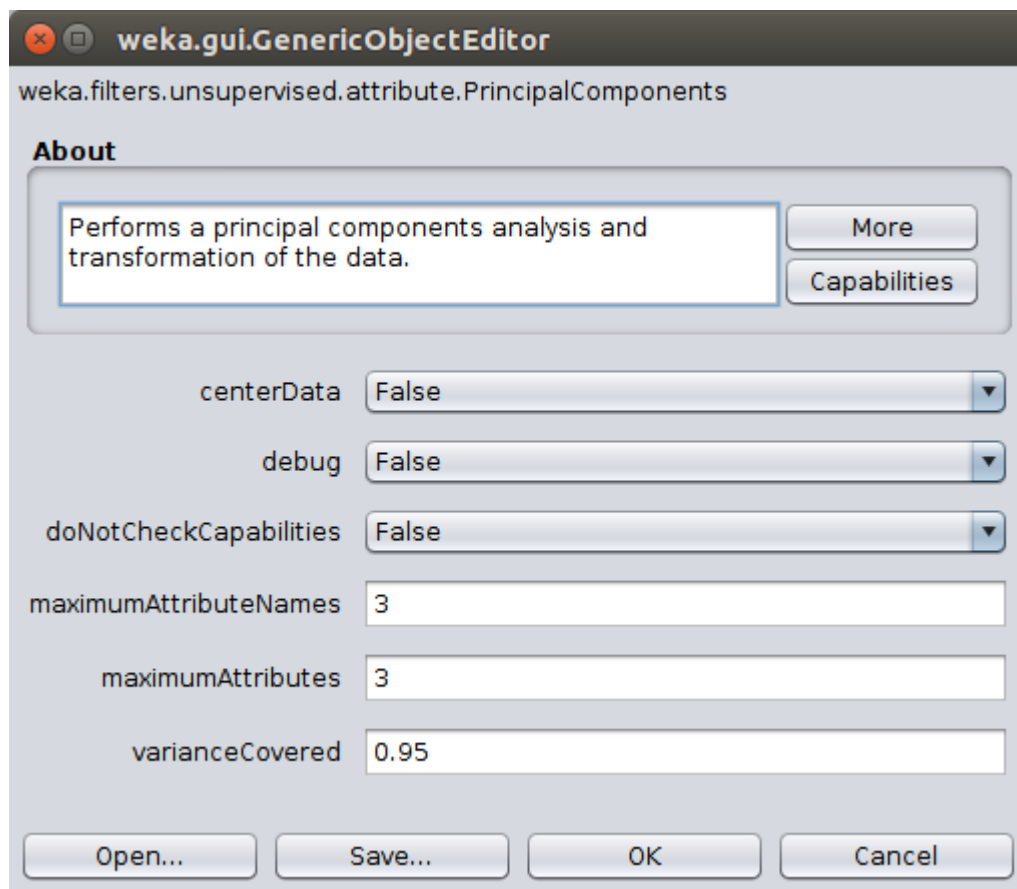 weka.gui.GenericObjectEditor
weka.filters.unsupervised.attribute.PrincipalComponents
About
Performs a principal components analysis and
transformation of the data.
More
Capabilities
centerData False
debug False
doNotCheckCapabilities False
maximumAttributeNames 3
maximumAttributes 3
varianceCovered 0.95
Open... Save... OK Cancel